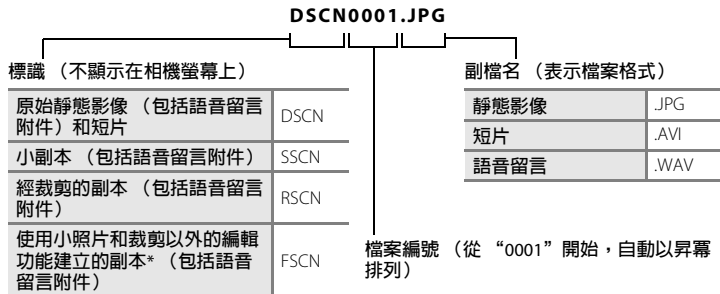 DSCN0001.JPG
標識 （不顯示在相機螢幕上）
原始靜態影像 （包括語音留言
附件）和短片
DSCN
小副本 （包括語音留言附件）
SSCN
經裁剪的副本 （包括語音留言
附件）
RSCN
使用小照片和裁剪以外的編輯
功能建立的副本* （包括語音
留言附件）
FSCN
副檔名 （表示檔案格式）
靜態影像
.JPG
短片
.AVI
語音留言
.WAV
檔案編號 （從 “0001” 開始，自動以昇冪
排列）